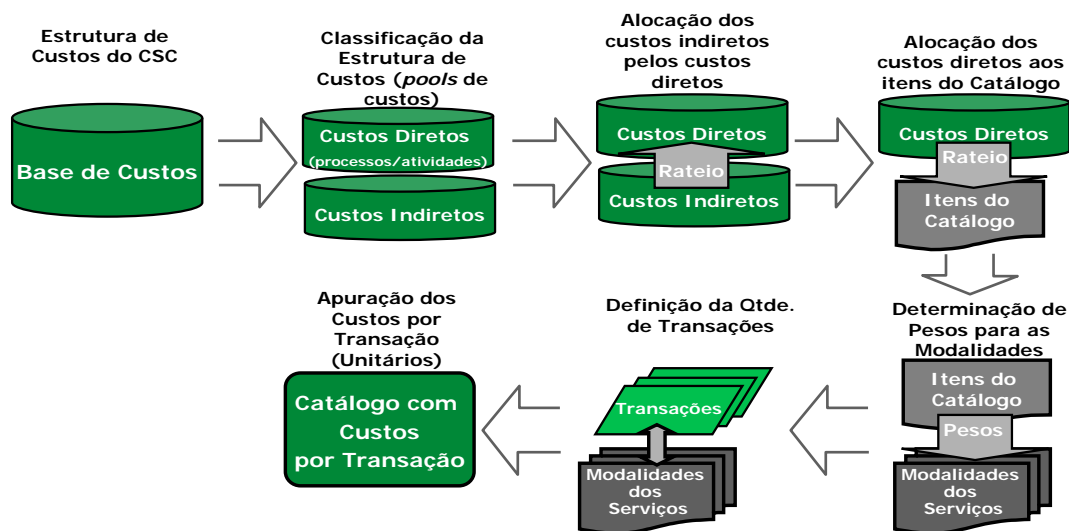 Estrutura de
Custos do CSC
Base de Custos
Classificação da
Estrutura de
Custos (pools de
custos)
Custos Diretos
(processos/atividades)
Custos Indiretos
Alocação dos
custos indiretos
pelos custos
diretos
Custos Diretos
Rateio
Custos Indiretos
Alocação dos
custos diretos aos
itens do Catálogo
Custos Diretos
Rateio
Itens do
Catálogo
Determinação de
Pesos para as
Modalidades
Itens do
Catálogo
Pesos
Modalidades
dos
Serviços
Definição da Qtde.
de Transações
Transações
Modalidades
dos
Serviços
Apuração dos
Custos por
Transação
(Unitários)
Catálogo com
Custos
por Transação